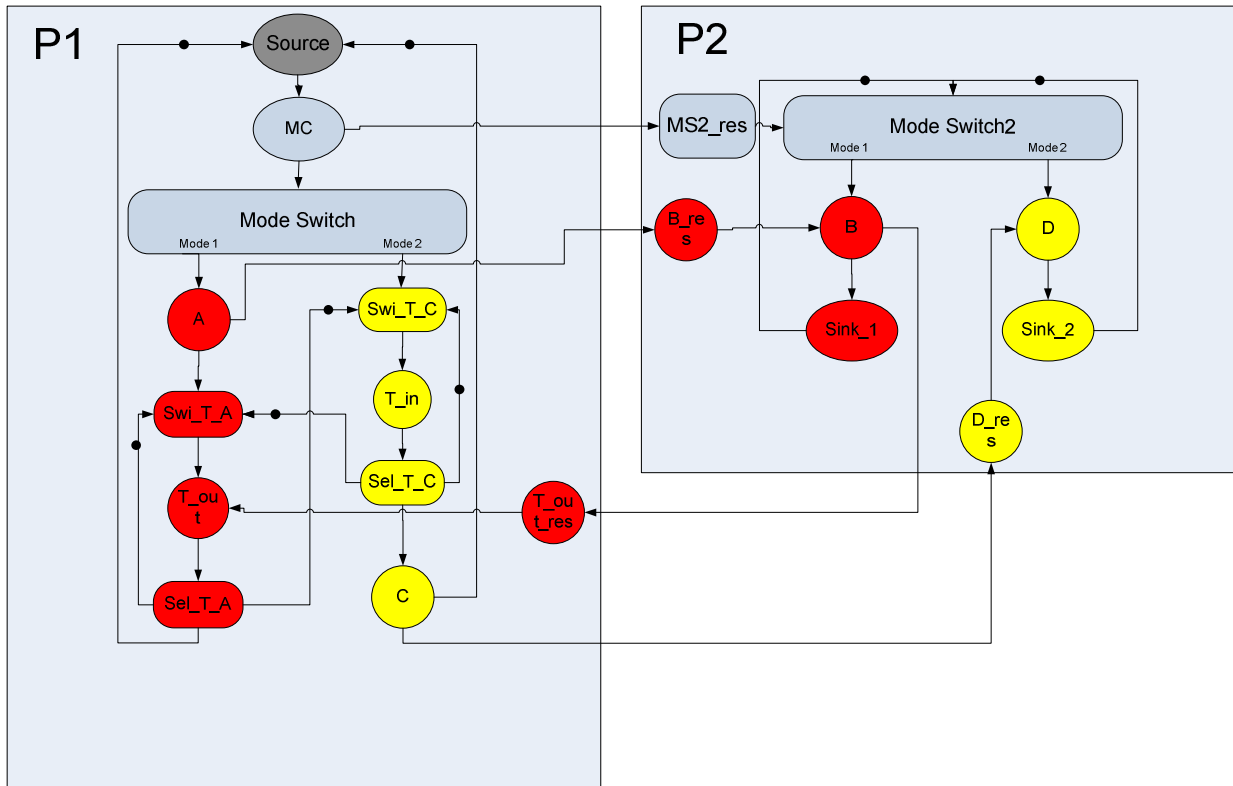 P1
Source
MC
Mode Switch
Mode 1
Mode 2
A
Swi_T_C
T_in
Swi_T_A
Sel_T_C
T_ou
t
T_ou
t_res
Sel_T_A
C
P2
MS2_res
Mode Switch2
Mode 1
Mode 2
B_re
s
B
D
Sink_1
Sink_2
D_re
s